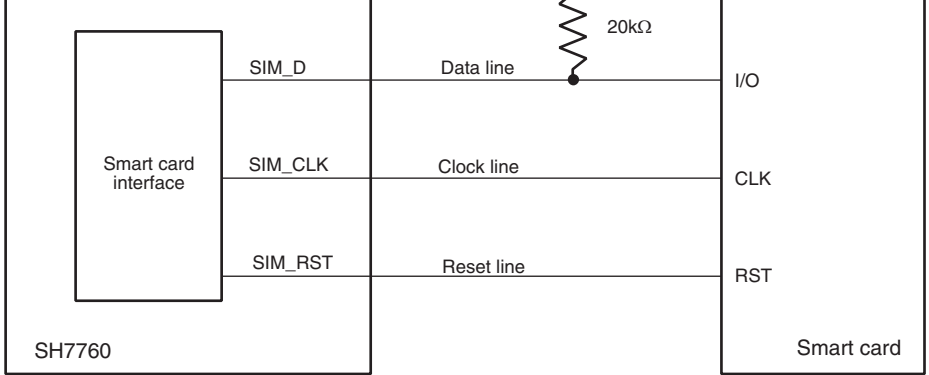 20kΩ
SIM_D
Data line
I/O
Smart card
interface
SIM_CLK
Clock line
CLK
SIM_RST
Reset line
RST
SH7760
Smart card